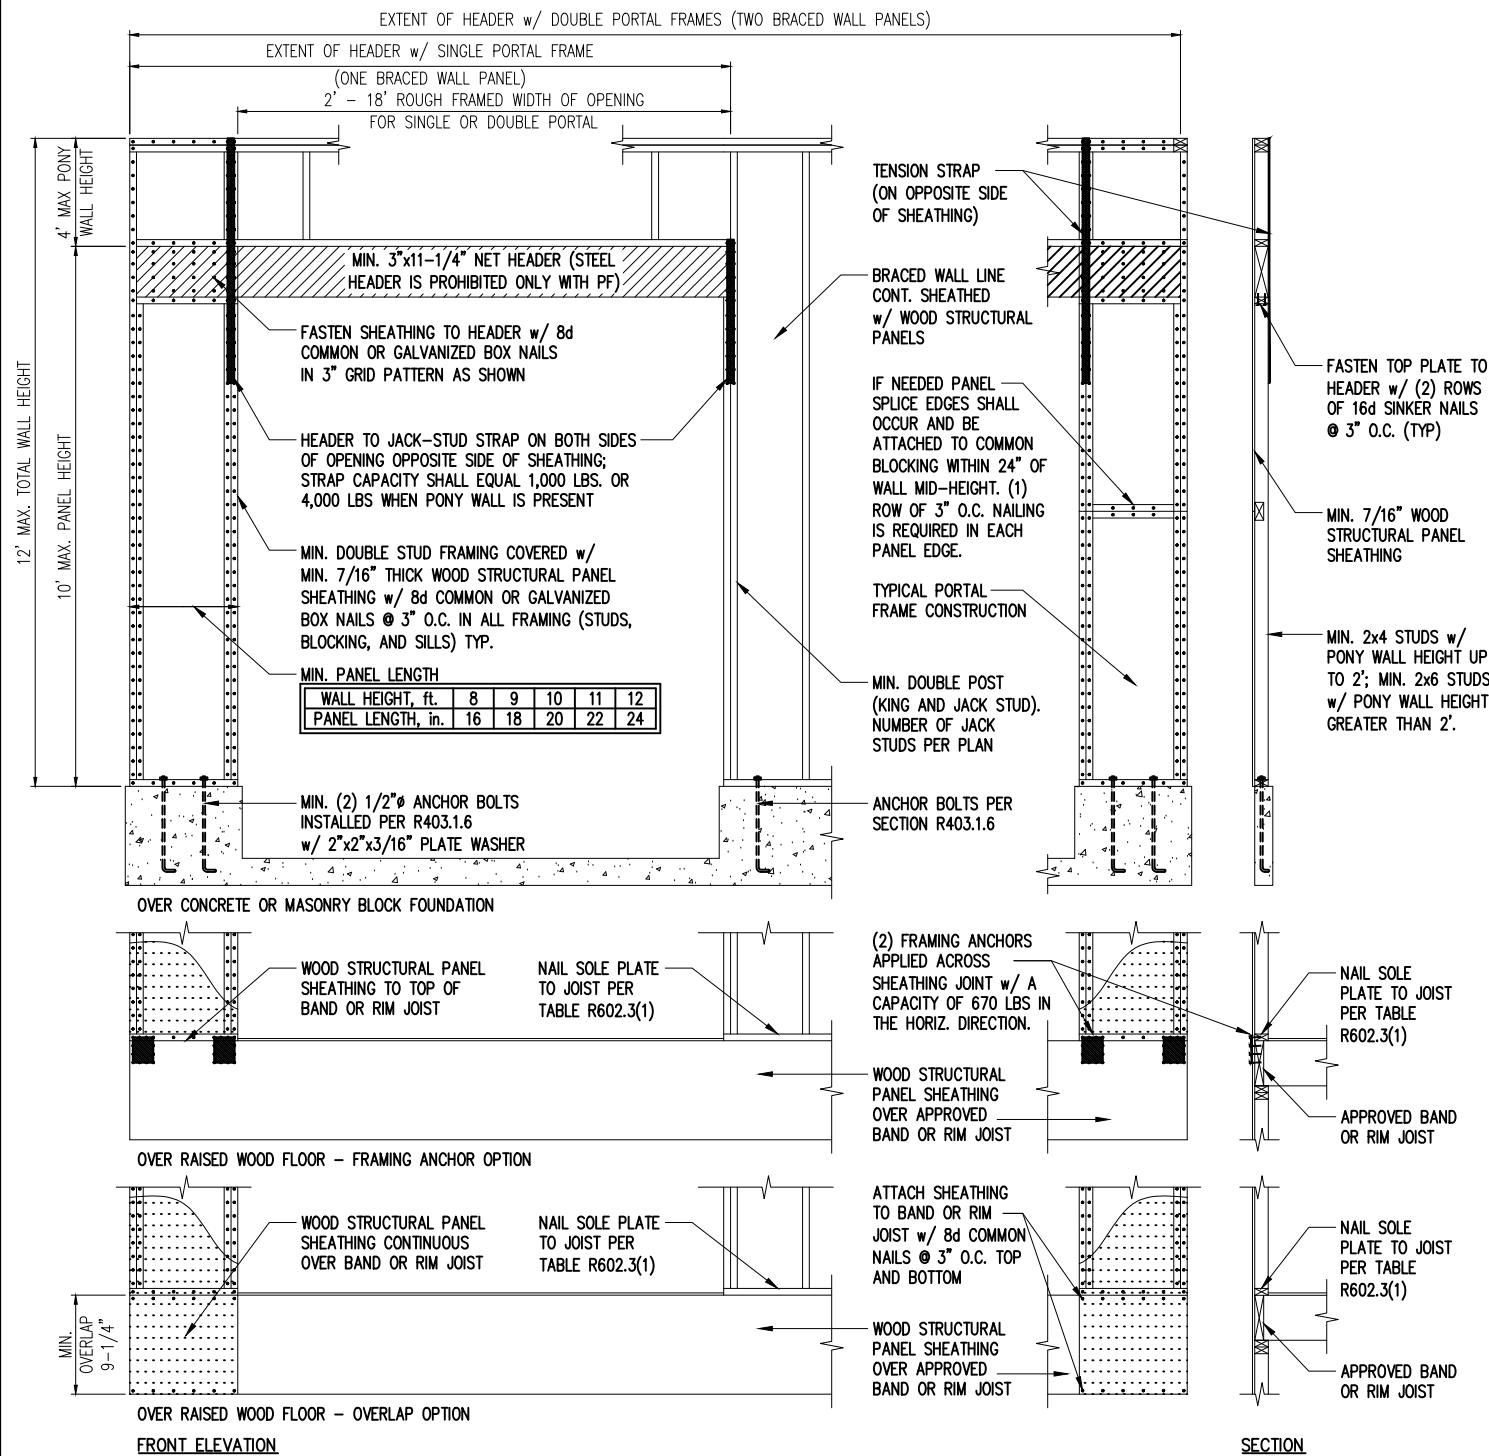 EXTENT OF HEADER w/ DOUBLE PORTAL FRAMES (TWO BRACED WALL PANELS)
EXTENT OF HEADER w/ SINGLE PORTAL FRAME
(ONE BRACED WALL PANEL)
2' - 18' ROUGH FRAMED WIDTH OF OPENING
FOR SINGLE OR DOUBLE PORTAL
12' MAX. TOTAL WALL HEIGHT
4' MAX PONY
WALL HEIGHT
10' MAX. PANEL HEIGHT
MIN. 3"x11-1/4" NET HEADER (STEEL
HEADER IS PROHIBITED ONLY WITH PF)
FASTEN SHEATHING TO HEADER w/ 8d
COMMON OR GALVANIZED BOX NAILS
IN 3" GRID PATTERN AS SHOWN
HEADER TO JACK-STUD STRAP ON BOTH SIDES
OF OPENING OPPOSITE SIDE OF SHEATHING;
STRAP CAPACITY SHALL EQUAL 1,000 LBS. OR
4,000 LBS WHEN PONY WALL IS PRESENT
MIN. DOUBLE STUD FRAMING COVERED w/
MIN. 7/16" THICK WOOD STRUCTURAL PANEL
SHEATHING w/ 8d COMMON OR GALVANIZED
BOX NAILS @ 3" O.C. IN ALL FRAMING (STUDS,
BLOCKING, AND SILLS) TYP.
MIN. PANEL LENGTH
WALL HEIGHT, ft. 8 9 10 11 12
PANEL LENGTH, in. 16 18 20 22 24
MIN. (2) 1/2"ø ANCHOR BOLTS
INSTALLED PER R403.1.6
w/ 2"x2"x3/16" PLATE WASHER
TENSION STRAP
(ON OPPOSITE SIDE
OF SHEATHING)
BRACED WALL LINE
CONT. SHEATHED
w/ WOOD STRUCTURAL
PANELS
IF NEEDED PANEL
SPLICE EDGES SHALL
OCCUR AND BE
ATTACHED TO COMMON
BLOCKING WITHIN 24" OF
WALL MID-HEIGHT. (1)
ROW OF 3" O.C. NAILING
IS REQUIRED IN EACH
PANEL EDGE.
TYPICAL PORTAL
FRAME CONSTRUCTION
MIN. DOUBLE POST
(KING AND JACK STUD).
NUMBER OF JACK
STUDS PER PLAN
ANCHOR BOLTS PER
SECTION R403.1.6
FASTEN TOP PLATE TO
HEADER w/ (2) ROWS
OF 16d SINKER NAILS
@ 3" O.C. (TYP)
MIN. 7/16" WOOD
STRUCTURAL PANEL
SHEATHING
MIN. 2x4 STUDS w/
PONY WALL HEIGHT UP
TO 2'; MIN. 2x6 STUDS
w/ PONY WALL HEIGHT
GREATER THAN 2'.
OVER CONCRETE OR MASONRY BLOCK FOUNDATION
WOOD STRUCTURAL PANEL
SHEATHING TO TOP OF
BAND OR RIM JOIST
NAIL SOLE PLATE
TO JOIST PER
TABLE R602.3(1)
(2) FRAMING ANCHORS
APPLIED ACROSS
SHEATHING JOINT w/ A
CAPACITY OF 670 LBS IN
THE HORIZ. DIRECTION.
WOOD STRUCTURAL
PANEL SHEATHING
OVER APPROVED
BAND OR RIM JOIST
NAIL SOLE
PLATE TO JOIST
PER TABLE
R602.3(1)
APPROVED BAND
OR RIM JOIST
OVER RAISED WOOD FLOOR - FRAMING ANCHOR OPTION
WOOD STRUCTURAL PANEL
SHEATHING CONTINUOUS
OVER BAND OR RIM JOIST
NAIL SOLE PLATE
TO JOIST PER
TABLE R602.3(1)
ATTACH SHEATHING
TO BAND OR RIM
JOIST w/ 8d COMMON
NAILS @ 3" O.C. TOP
AND BOTTOM
WOOD STRUCTURAL
PANEL SHEATHING
OVER APPROVED
BAND OR RIM JOIST
NAIL SOLE
PLATE TO JOIST
PER TABLE
R602.3(1)
APPROVED BAND
OR RIM JOIST
MIN.
OVERLAP
9-1/4"
OVER RAISED WOOD FLOOR - OVERLAP OPTION
FRONT ELEVATION
SECTION